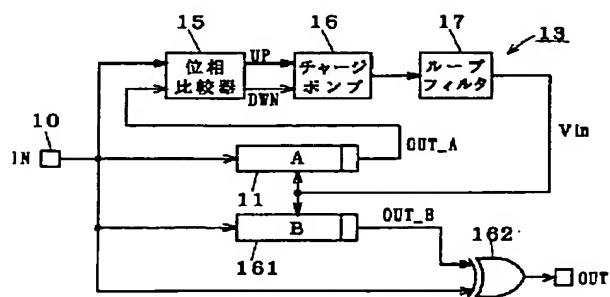 15
16
17
13
位相
比較器
UP
DWN
チャージ
ポンプ
ループ
フィルタ
10
IN
A
OUT_A
Vin
11
B
OUT_B
161
162
OUT